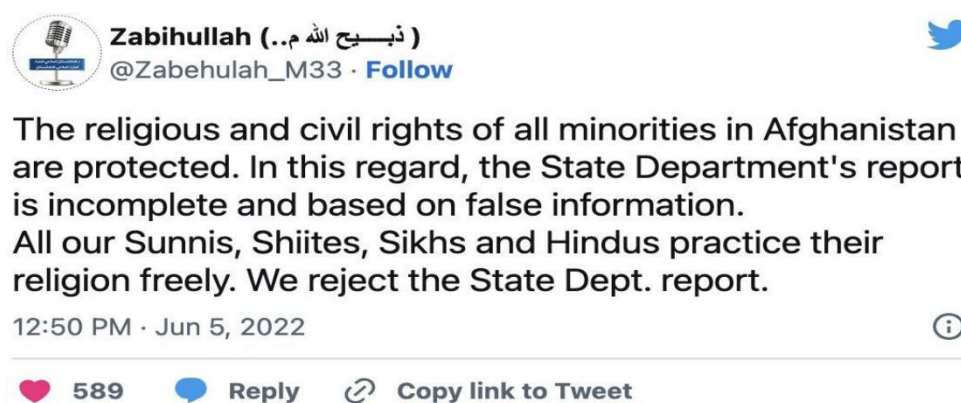 Zabihullah (..ذبـــیح الله م )
@Zabehulah_M33 · Follow
The religious and civil rights of all minorities in Afghanistan
are protected. In this regard, the State Department's report
is incomplete and based on false information.
All our Sunnis, Shiites, Sikhs and Hindus practice their
religion freely. We reject the State Dept. report.
12:50 PM · Jun 5, 2022
589 Reply Copy link to Tweet